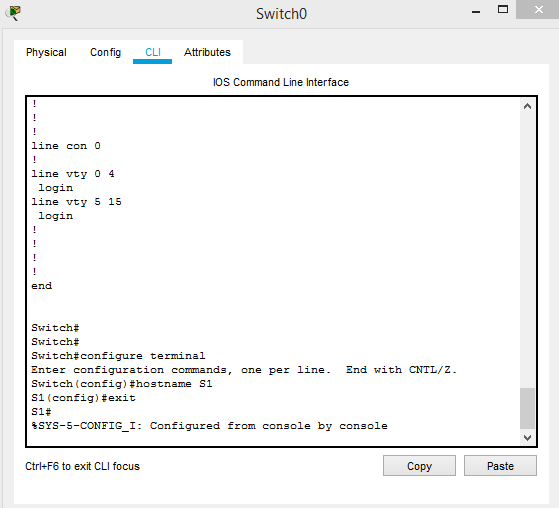 Switch0
Physical Config CLI Attributes
IOS Command Line Interface
!
!
!
line con 0
!
line vty 0 4
 login
line vty 5 15
 login
!
!
!
!
end
Switch#
Switch#
Switch#configure terminal
Enter configuration commands, one per line.  End with CNTL/Z.
Switch(config)#hostname S1
S1(config)#exit
S1#
%SYS-5-CONFIG_I: Configured from console by console
Ctrl+F6 to exit CLI focus
Copy Paste